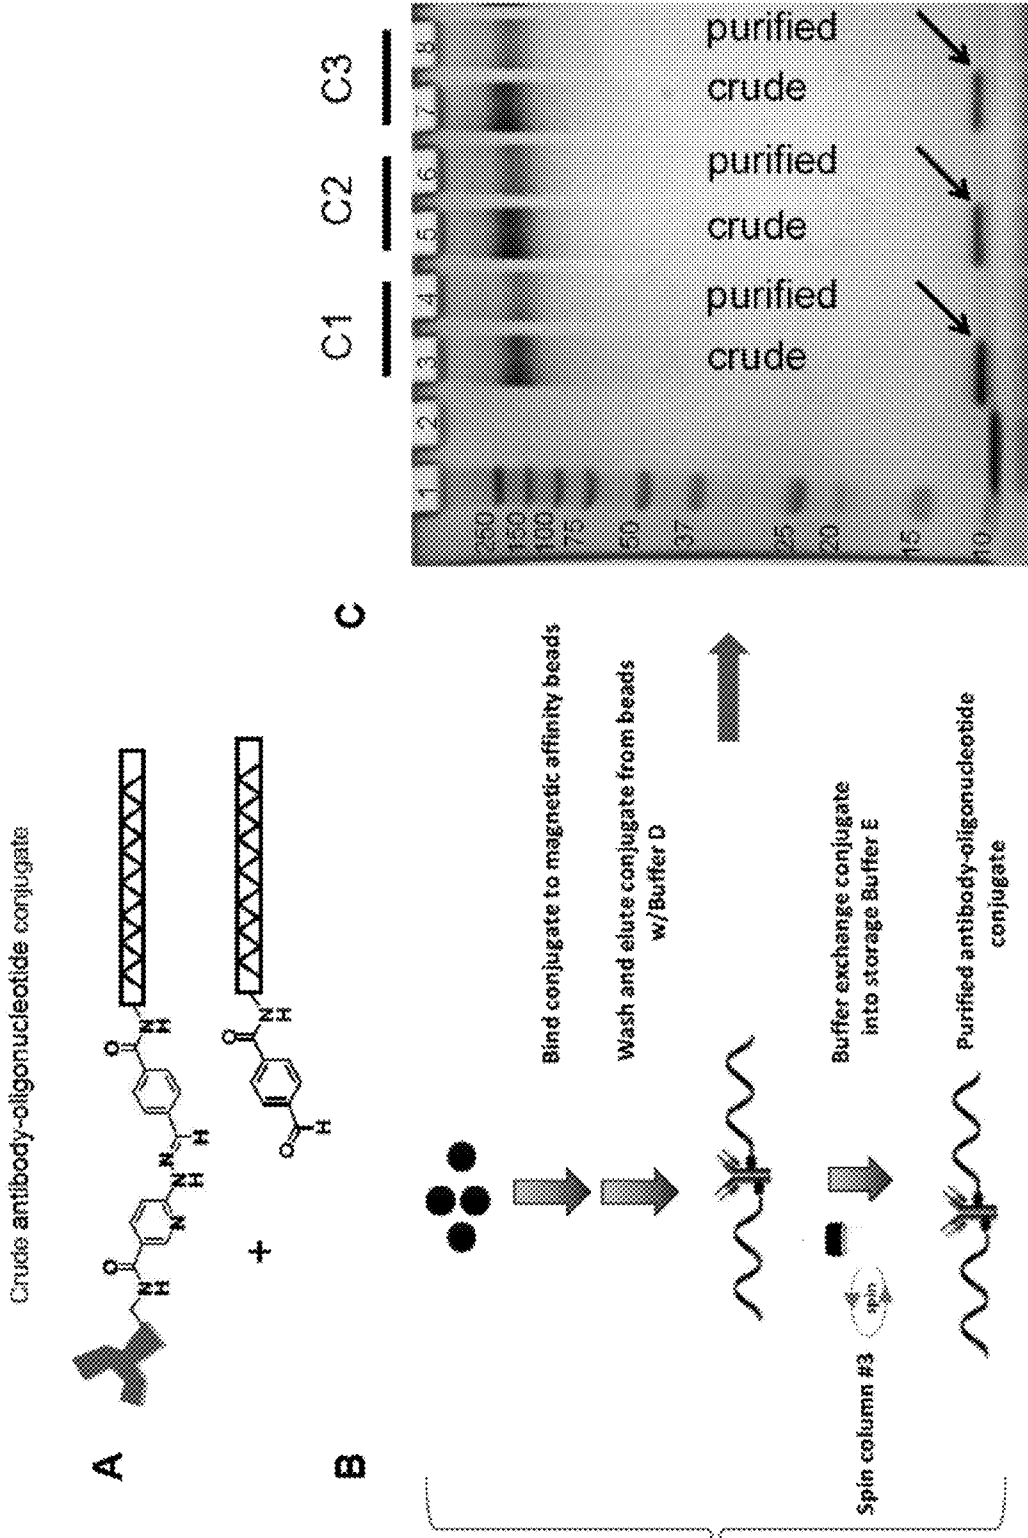 Crude antibody-oligonucleotide conjugate
A
O
N
H
N
N
H
N
H
O
N
H
+
O
H
O
N
H
B
Bind conjugate to magnetic affinity beads
Wash and elute conjugate from beads
w/Buffer D
Spin column #3
spin
Buffer exchange conjugate
into storage Buffer E
Purified antibody-oligonucleotide
conjugate
C
C1 C2 C3
1 2 3 4 5 6 7 8
250
150
100
75
50
37
25
20
15
10
crude purified crude purified crude purified